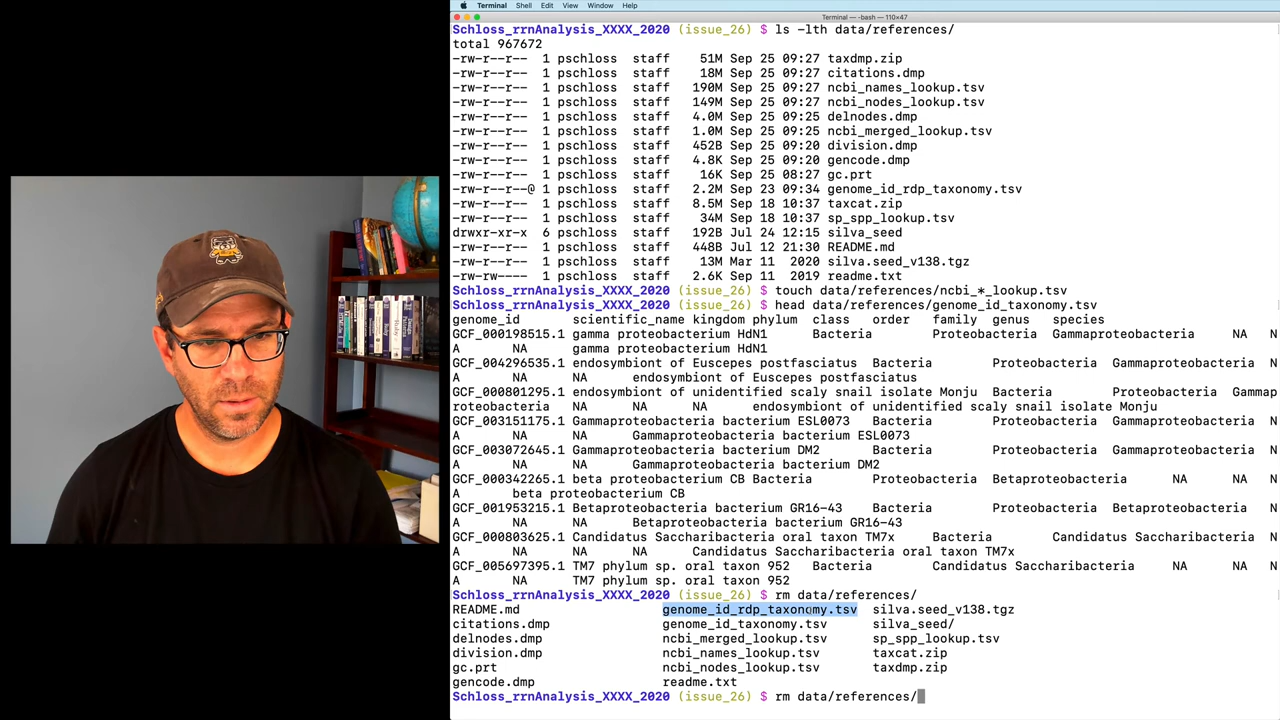 Terminal Shell Edit View Window Help
Terminal — -bash — 110×47
Schloss_rrnAnalysis_XXXX_2020 (issue_26) $ ls -lth data/references/
total 967672
-rw-r--r-- 1 pschloss staff 51M Sep 25 09:27 taxdmp.zip
-rw-r--r-- 1 pschloss staff 18M Sep 25 09:27 citations.dmp
-rw-r--r-- 1 pschloss staff 190M Sep 25 09:27 ncbi_names_lookup.tsv
-rw-r--r-- 1 pschloss staff 149M Sep 25 09:27 ncbi_nodes_lookup.tsv
-rw-r--r-- 1 pschloss staff 4.0M Sep 25 09:25 delnodes.dmp
-rw-r--r-- 1 pschloss staff 1.0M Sep 25 09:25 ncbi_merged_lookup.tsv
-rw-r--r-- 1 pschloss staff 452B Sep 25 09:20 division.dmp
-rw-r--r-- 1 pschloss staff 4.8K Sep 25 09:20 gencode.dmp
-rw-r--r-- 1 pschloss staff 16K Sep 25 08:27 gc.prt
-rw-r--r--@ 1 pschloss staff 2.2M Sep 23 09:34 genome_id_rdp_taxonomy.tsv
-rw-r--r-- 1 pschloss staff 8.5M Sep 18 10:37 taxcat.zip
-rw-r--r-- 1 pschloss staff 34M Sep 18 10:37 sp_spp_lookup.tsv
drwxr-xr-x 6 pschloss staff 192B Jul 24 12:15 silva_seed
-rw-r--r-- 1 pschloss staff 448B Jul 12 21:30 README.md
-rw-r--r-- 1 pschloss staff 13M Mar 11 2020 silva.seed_v138.tgz
-rw-rw---- 1 pschloss staff 2.6K Sep 11 2019 readme.txt
Schloss_rrnAnalysis_XXXX_2020 (issue_26) $ touch data/references/ncbi_*_lookup.tsv
Schloss_rrnAnalysis_XXXX_2020 (issue_26) $ head data/references/genome_id_taxonomy.tsv
genome_id scientific_name kingdom phylum class order family genus species
GCF_000198515.1 gamma proteobacterium HdN1 Bacteria Proteobacteria Gammaproteobacteria NA N
A NA gamma proteobacterium HdN1
GCF_004296535.1 endosymbiont of Euscepes postfasciatus Bacteria Proteobacteria Gammaproteobacteria N
A NA NA endosymbiont of Euscepes postfasciatus
GCF_000801295.1 endosymbiont of unidentified scaly snail isolate Monju Bacteria Proteobacteria Gammap
roteobacteria NA NA NA endosymbiont of unidentified scaly snail isolate Monju
GCF_003151175.1 Gammaproteobacteria bacterium ESL0073 Bacteria Proteobacteria Gammaproteobacteria N
A NA NA Gammaproteobacteria bacterium ESL0073
GCF_003072645.1 Gammaproteobacteria bacterium DM2 Bacteria Proteobacteria Gammaproteobacteria N
A NA NA Gammaproteobacteria bacterium DM2
GCF_000342265.1 beta proteobacterium CB Bacteria Proteobacteria Betaproteobacteria NA NA N
A beta proteobacterium CB
GCF_001953215.1 Betaproteobacteria bacterium GR16-43 Bacteria Proteobacteria Betaproteobacteria N
A NA NA Betaproteobacteria bacterium GR16-43
GCF_000803625.1 Candidatus Saccharibacteria oral taxon TM7x Bacteria Candidatus Saccharibacteria N
A NA NA NA Candidatus Saccharibacteria oral taxon TM7x
GCF_005697395.1 TM7 phylum sp. oral taxon 952 Bacteria Candidatus Saccharibacteria NA NA N
A NA TM7 phylum sp. oral taxon 952
Schloss_rrnAnalysis_XXXX_2020 (issue_26) $ rm data/references/
README.md genome_id_rdp_taxonomy.tsv silva.seed_v138.tgz
citations.dmp genome_id_taxonomy.tsv silva_seed/
delnodes.dmp ncbi_merged_lookup.tsv sp_spp_lookup.tsv
division.dmp ncbi_names_lookup.tsv taxcat.zip
gc.prt ncbi_nodes_lookup.tsv taxdmp.zip
gencode.dmp readme.txt
Schloss_rrnAnalysis_XXXX_2020 (issue_26) $ rm data/references/